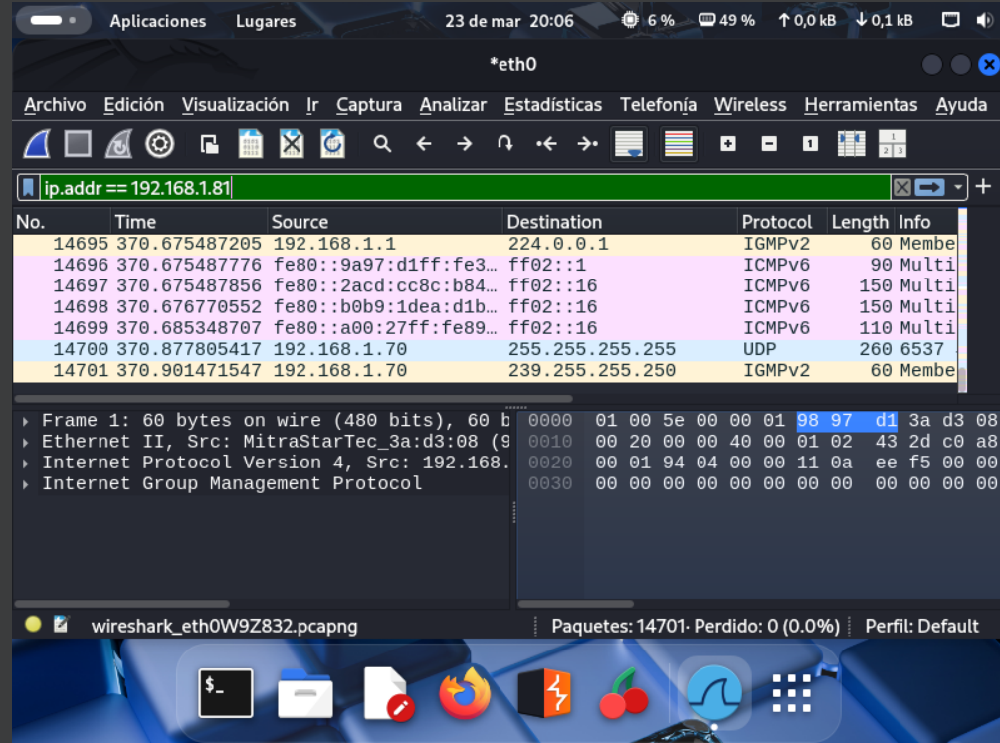 Aplicaciones Lugares 23 de mar 20:06 6 % 49 % ↑ 0,0 kB ↓ 0,1 kB
*eth0
Archivo Edición Visualización Ir Captura Analizar Estadísticas Telefonía Wireless Herramientas Ayuda
ip.addr == 192.168.1.81
No. Time Source Destination Protocol Length Info
14695 370.675487205 192.168.1.1 224.0.0.1 IGMPv2 60 Membe
14696 370.675487776 fe80::9a97:d1ff:fe3… ff02::1 ICMPv6 90 Multi
14697 370.675487856 fe80::2acd:cc8c:b84… ff02::16 ICMPv6 150 Multi
14698 370.676770552 fe80::b0b9:1dea:d1b… ff02::16 ICMPv6 150 Multi
14699 370.685348707 fe80::a00:27ff:fe89… ff02::16 ICMPv6 110 Multi
14700 370.877805417 192.168.1.70 255.255.255.255 UDP 260 6537
14701 370.901471547 192.168.1.70 239.255.255.250 IGMPv2 60 Membe
Frame 1: 60 bytes on wire (480 bits), 60 b
Ethernet II, Src: MitraStarTec_3a:d3:08 (9
Internet Protocol Version 4, Src: 192.168.
Internet Group Management Protocol
0000 01 00 5e 00 00 01 98 97 d1 3a d3 08
0010 00 20 00 00 40 00 01 02 43 2d c0 a8
0020 00 01 94 04 00 00 11 0a ee f5 00 00
0030 00 00 00 00 00 00 00 00 00 00 00 00
wireshark_eth0W9Z832.pcapng Paquetes: 14701· Perdido: 0 (0.0%) Perfil: Default